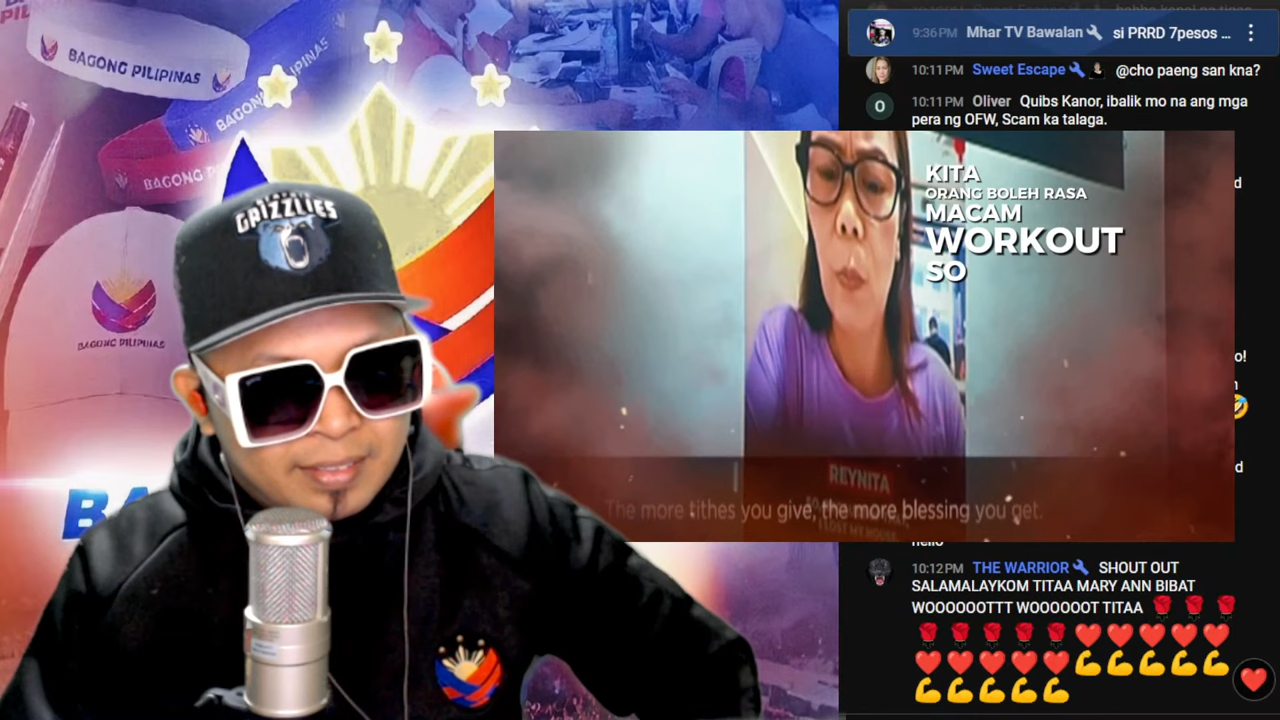 BAGONG PILIPINAS
BAGONG
BAGONG
BAGONG PILIPINAS
GRIZZLIES
BA
KITA
ORANG BOLEH RASA
MACAM
WORKOUT
SO
REYNITA
The more tithes you give, the more blessing you get.
9:36 PM Mhar TV Bawalan si PRRD 7pesos ...
10:11 PM Sweet Escape @cho paeng san kna?
O
10:11 PM Oliver Quibs Kanor, ibalik mo na ang mga
pera ng OFW, Scam ka talaga.
d
o!
d
hello
10:12 PM THE WARRIOR SHOUT OUT
SALAMALAYKOM TITAA MARY ANN BIBAT
WOOOOOOTTT WOOOOOOT TITAA 🌹 🌹 🌹
🌹 🌹 🌹 🌹 🌹 ❤️ ❤️ ❤️ ❤️ ❤️
❤️ ❤️ ❤️ ❤️ ❤️ 💪 💪 💪 💪 💪
💪 💪 💪 💪 💪